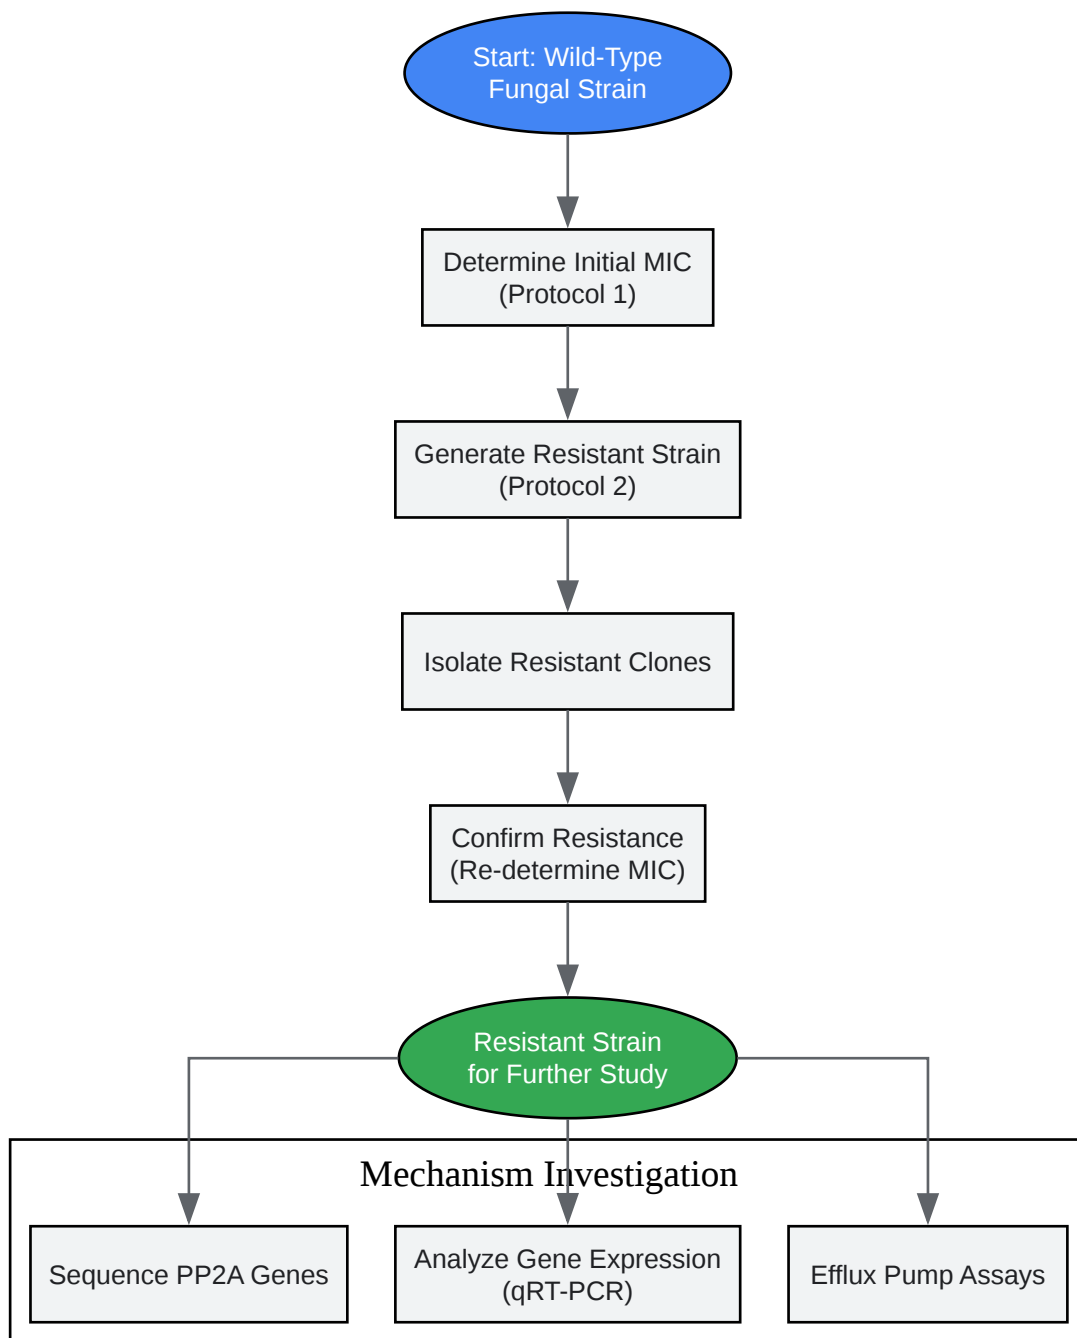 Start: Wild-Type
Fungal Strain
Determine Initial MIC
(Protocol 1)
Generate Resistant Strain
(Protocol 2)
Isolate Resistant Clones
Confirm Resistance
(Re-determine MIC)
Resistant Strain
for Further Study
Mechanism Investigation
Sequence PP2A Genes
Analyze Gene Expression
(qRT-PCR)
Efflux Pump Assays